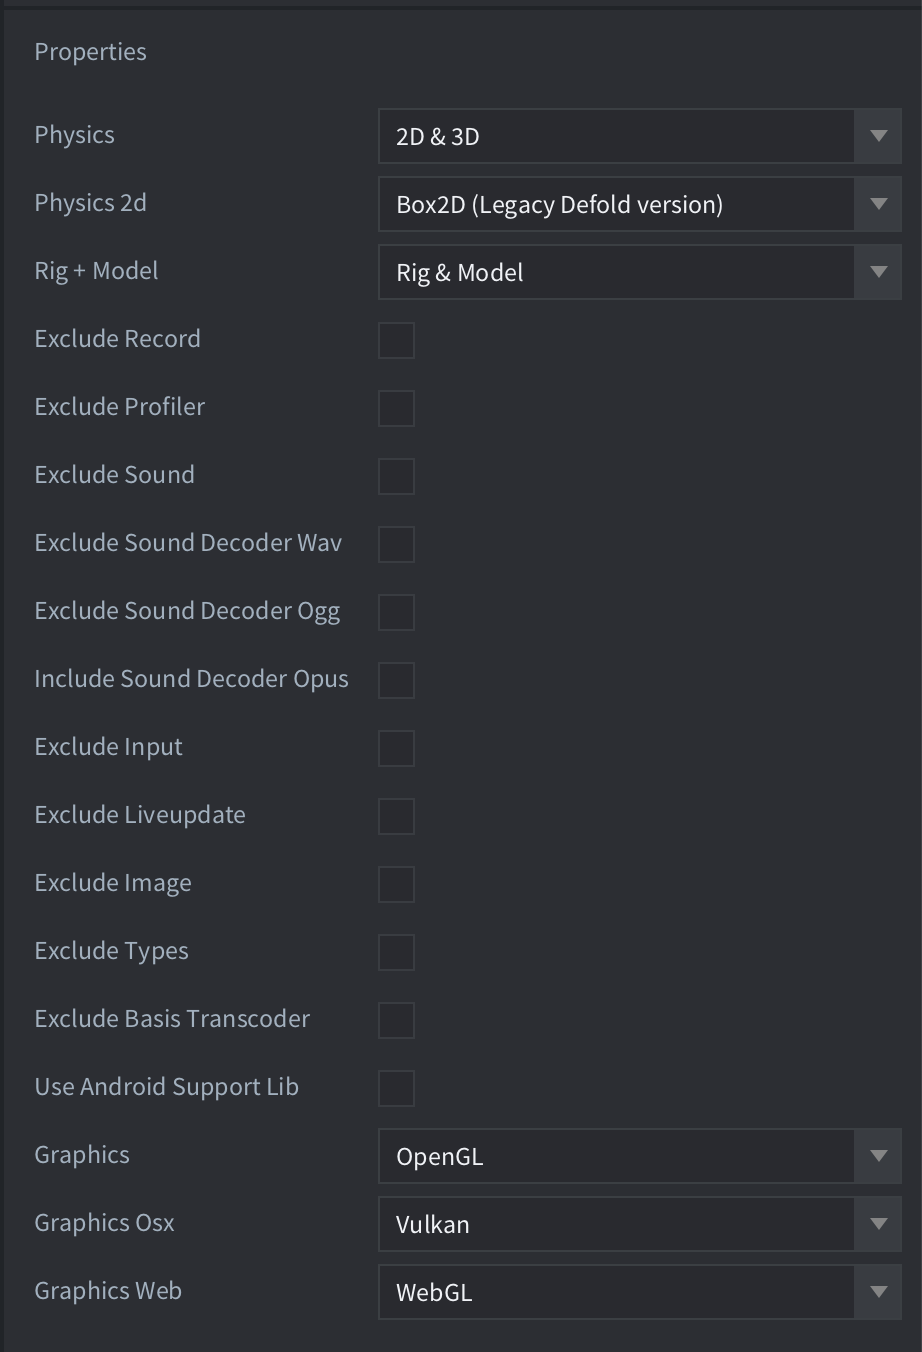 Properties
Physics 2D & 3D
Physics 2d Box2D (Legacy Defold version)
Rig + Model Rig & Model
Exclude Record
Exclude Profiler
Exclude Sound
Exclude Sound Decoder Wav
Exclude Sound Decoder Ogg
Include Sound Decoder Opus
Exclude Input
Exclude Liveupdate
Exclude Image
Exclude Types
Exclude Basis Transcoder
Use Android Support Lib
Graphics OpenGL
Graphics Osx Vulkan
Graphics Web WebGL